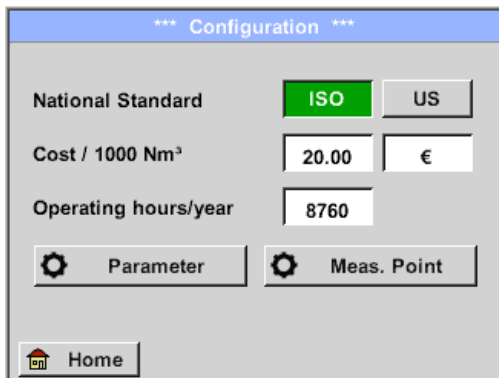 *** Configuration ***
National Standard ISO US
Cost / 1000 Nm³ 20.00 €
Operating hours/year 8760
Parameter Meas. Point
Home